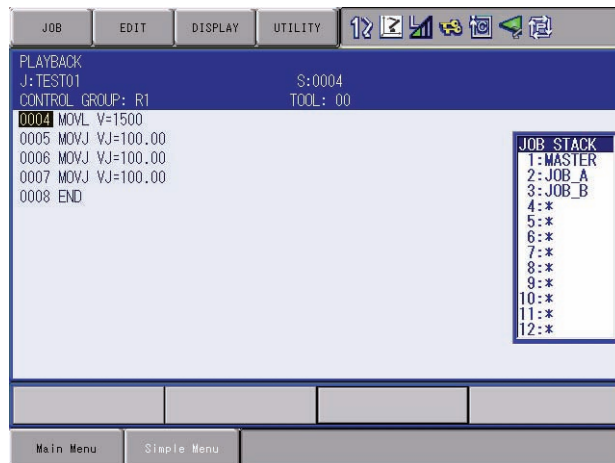 JOB EDIT DISPLAY UTILITY
PLAYBACK
J:TEST01 S:0004
CONTROL GROUP: R1 TOOL: 00
0004 MOVL V=1500
0005 MOVJ VJ=100.00
0006 MOVJ VJ=100.00
0007 MOVJ VJ=100.00
0008 END
JOB STACK
1:MASTER
2:JOB_A
3:JOB_B
4:*
5:*
6:*
7:*
8:*
9:*
10:*
11:*
12:*
Main Menu Simple Menu